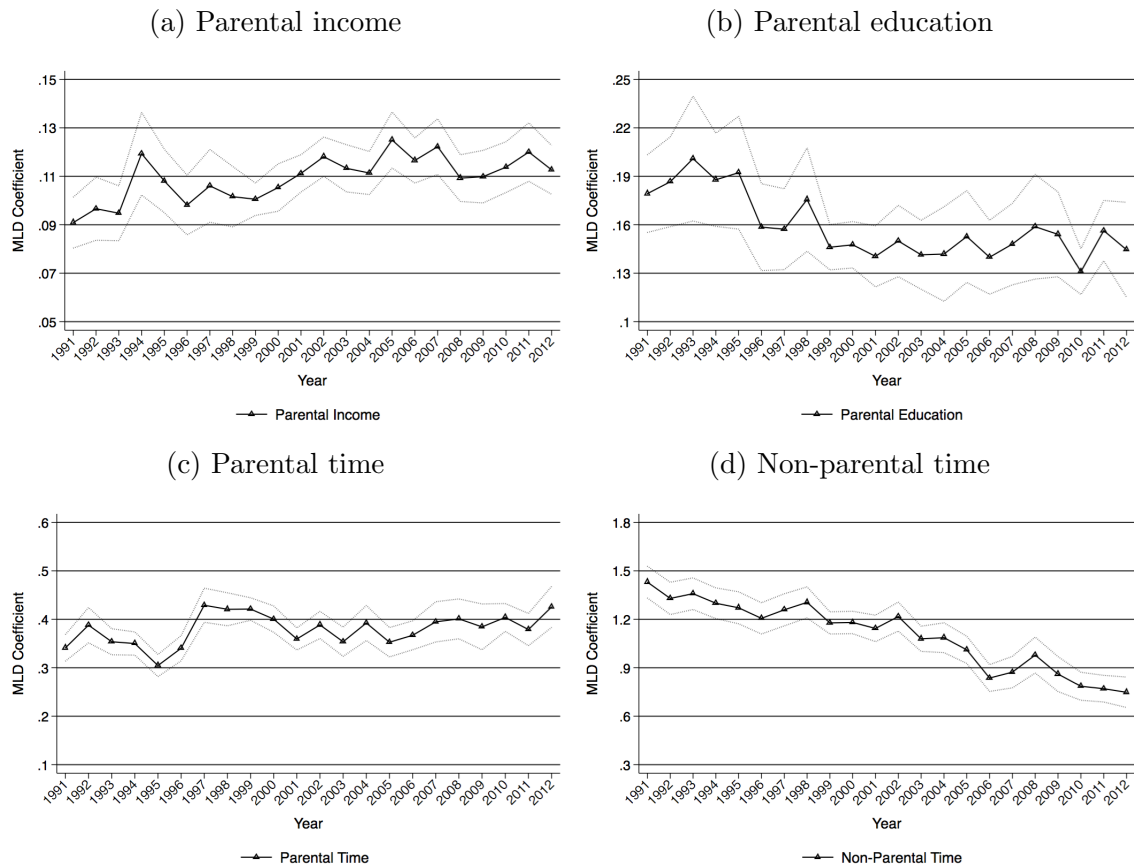 (a) Parental income
.15
.13
.11
.09
.07
.05
MLD Coefficient
1991 1992 1993 1994 1995 1996 1997 1998 1999 2000 2001 2002 2003 2004 2005 2006 2007 2008 2009 2010 2011 2012
Year
Parental Income
(b) Parental education
.25
.22
.19
.16
.13
.1
MLD Coefficient
1991 1992 1993 1994 1995 1996 1997 1998 1999 2000 2001 2002 2003 2004 2005 2006 2007 2008 2009 2010 2011 2012
Year
Parental Education
(c) Parental time
.6
.5
.4
.3
.2
.1
MLD Coefficient
1991 1992 1993 1994 1995 1996 1997 1998 1999 2000 2001 2002 2003 2004 2005 2006 2007 2008 2009 2010 2011 2012
Year
Parental Time
(d) Non-parental time
1.8
1.5
1.2
.9
.6
.3
MLD Coefficient
1991 1992 1993 1994 1995 1996 1997 1998 1999 2000 2001 2002 2003 2004 2005 2006 2007 2008 2009 2010 2011 2012
Year
Non-Parental Time